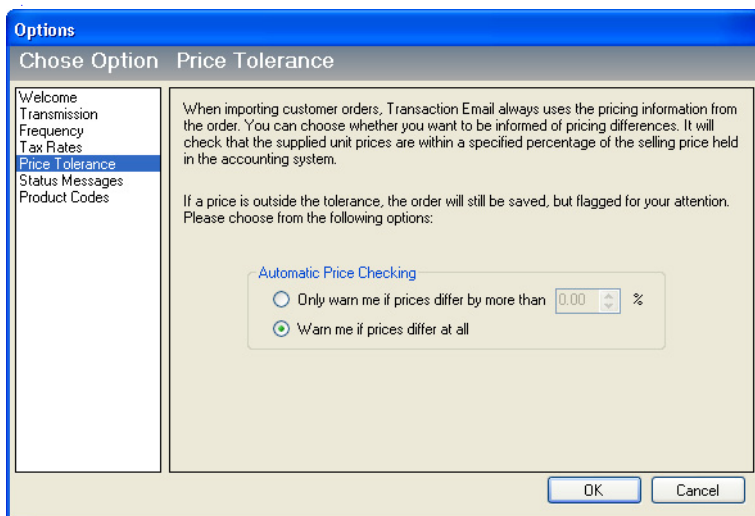 Options
Chose Option Price Tolerance
Welcome
Transmission
Frequency
Tax Rates
Price Tolerance
Status Messages
Product Codes
When importing customer orders, Transaction Email always uses the pricing information from
the order. You can choose whether you want to be informed of pricing differences. It will
check that the supplied unit prices are within a specified percentage of the selling price held
in the accounting system.
If a price is outside the tolerance, the order will still be saved, but flagged for your attention.
Please choose from the following options:
Automatic Price Checking
Only warn me if prices differ by more than 0.00 %
Warn me if prices differ at all
OK Cancel